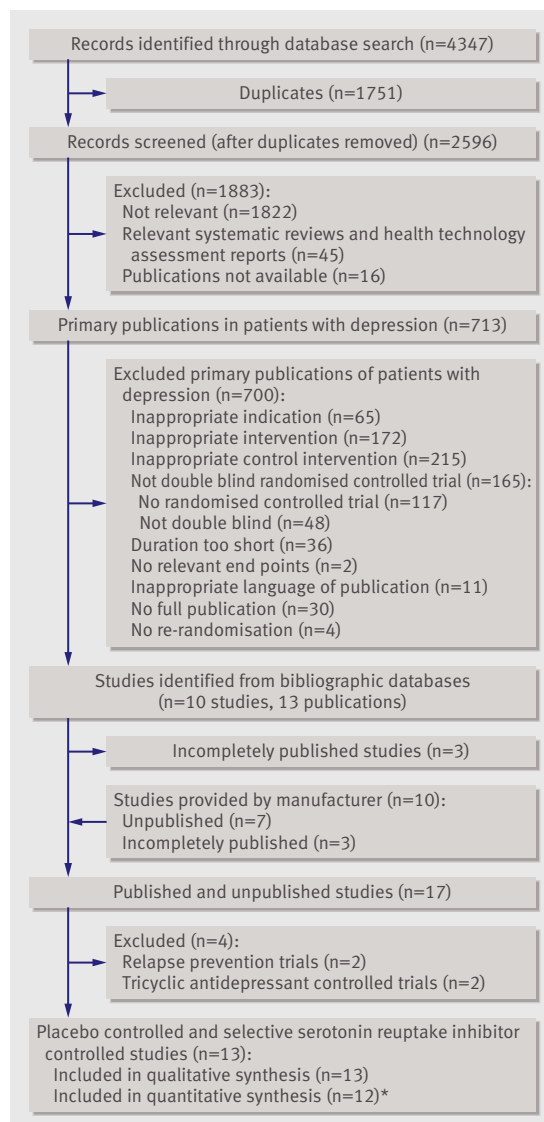 Records identified through database search (n=4347)
Duplicates (n=1751)
Records screened (after duplicates removed) (n=2596)
Excluded (n=1883):
Not relevant (n=1822)
Relevant systematic reviews and health technology
assessment reports (n=45)
Publications not available (n=16)
Primary publications in patients with depression (n=713)
Excluded primary publications of patients with
depression (n=700):
Inappropriate indication (n=65)
Inappropriate intervention (n=172)
Inappropriate control intervention (n=215)
Not double blind randomised controlled trial (n=165):
No randomised controlled trial (n=117)
Not double blind (n=48)
Duration too short (n=36)
No relevant end points (n=2)
Inappropriate language of publication (n=11)
No full publication (n=30)
No re-randomisation (n=4)
Studies identified from bibliographic databases
(n=10 studies, 13 publications)
Incompletely published studies (n=3)
Studies provided by manufacturer (n=10):
Unpublished (n=7)
Incompletely published (n=3)
Published and unpublished studies (n=17)
Excluded (n=4):
Relapse prevention trials (n=2)
Tricyclic antidepressant controlled trials (n=2)
Placebo controlled and selective serotonin reuptake inhibitor
controlled studies (n=13):
Included in qualitative synthesis (n=13)
Included in quantitative synthesis (n=12)*